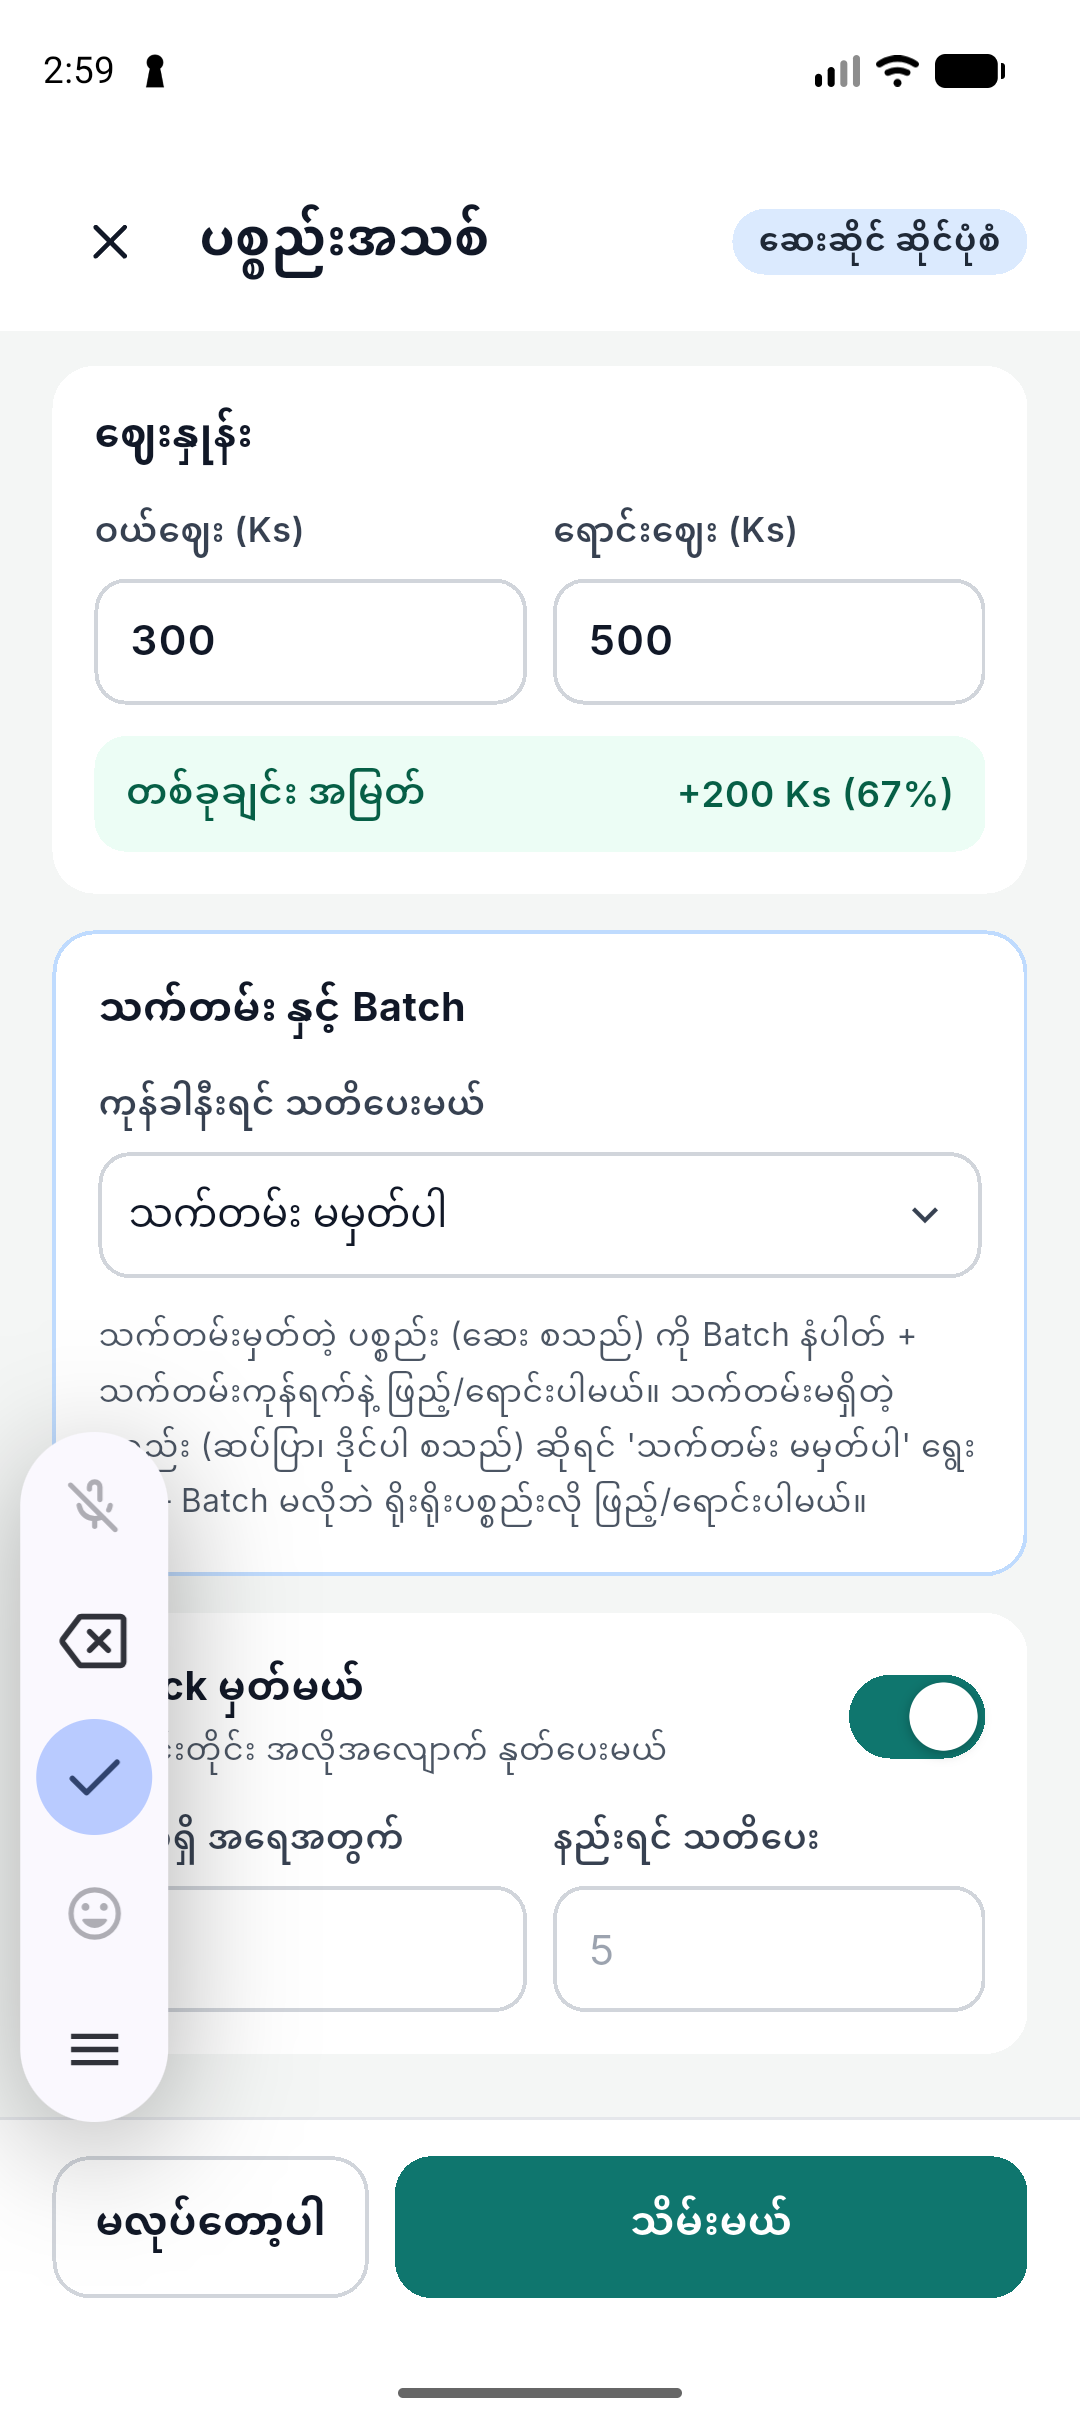 2:59
ပစ္စည်းအသစ်
ဆေးဆိုင် ဆိုင်ပုံစံ
ဈေးနှုန်း
ဝယ်ဈေး (Ks)
ရောင်းဈေး (Ks)
300
500
တစ်ခုချင်း အမြတ်
+200 Ks (67%)
သက်တမ်း နှင့် Batch
ကုန်ခါနီးရင် သတိပေးမယ်
သက်တမ်း မမှတ်ပါ
သက်တမ်းမှတ်တဲ့ ပစ္စည်း (ဆေး စသည်) ကို Batch နံပါတ် +
သက်တမ်းကုန်ရက်နဲ့ ဖြည့်/ရောင်းပါမယ်။ သက်တမ်းမရှိတဲ့
(ဆပ်ပြာ၊ ဒိုင်ပါ စသည်) ဆိုရင် 'သက်တမ်း မမှတ်ပါ' ရွေး
Batch မလိုဘဲ ရိုးရိုးပစ္စည်းလို ဖြည့်/ရောင်းပါမယ်။
မှတ်မယ်
အလိုအလျောက် နုတ်ပေးမယ်
အရေအတွက်
နည်းရင် သတိပေး
5
မလုပ်တော့ပါ
သိမ်းမယ်